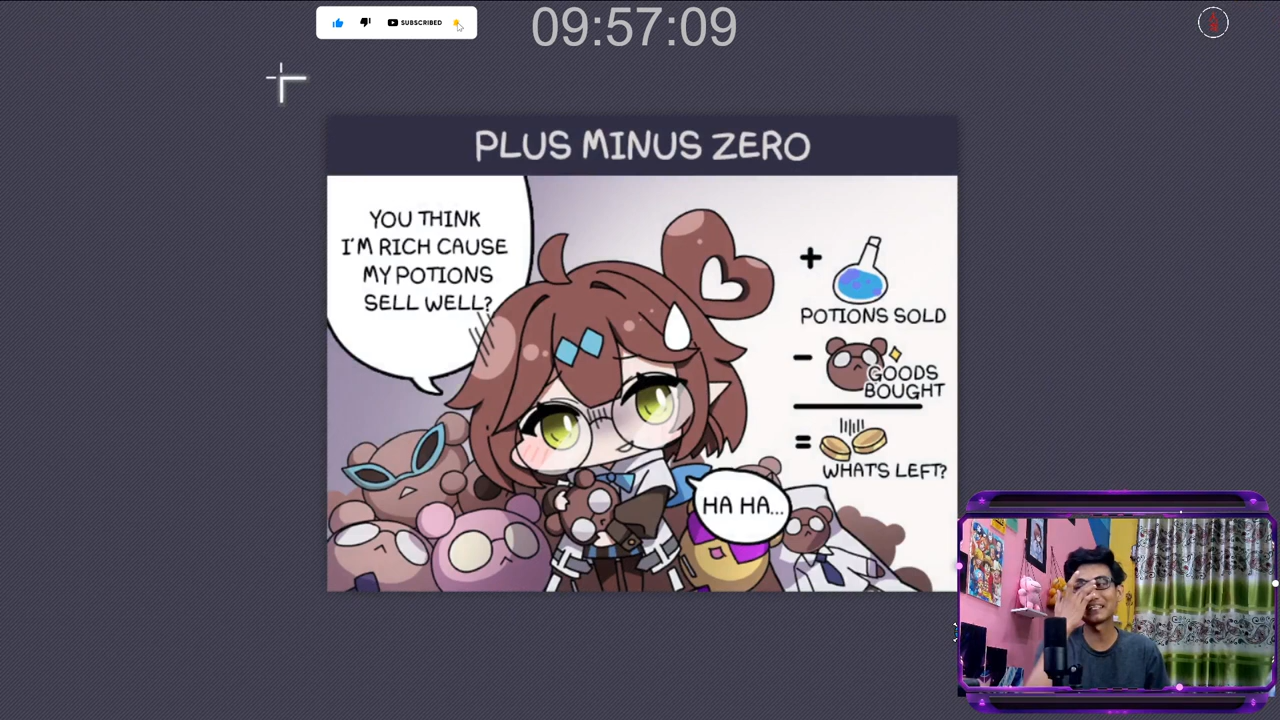 SUBSCRIBED
09:57:09
PLUS MINUS ZERO
YOU THINK
I'M RICH CAUSE
MY POTIONS
SELL WELL?
+
POTIONS SOLD
-
GOODS
BOUGHT
=
WHAT'S LEFT?
HA HA...